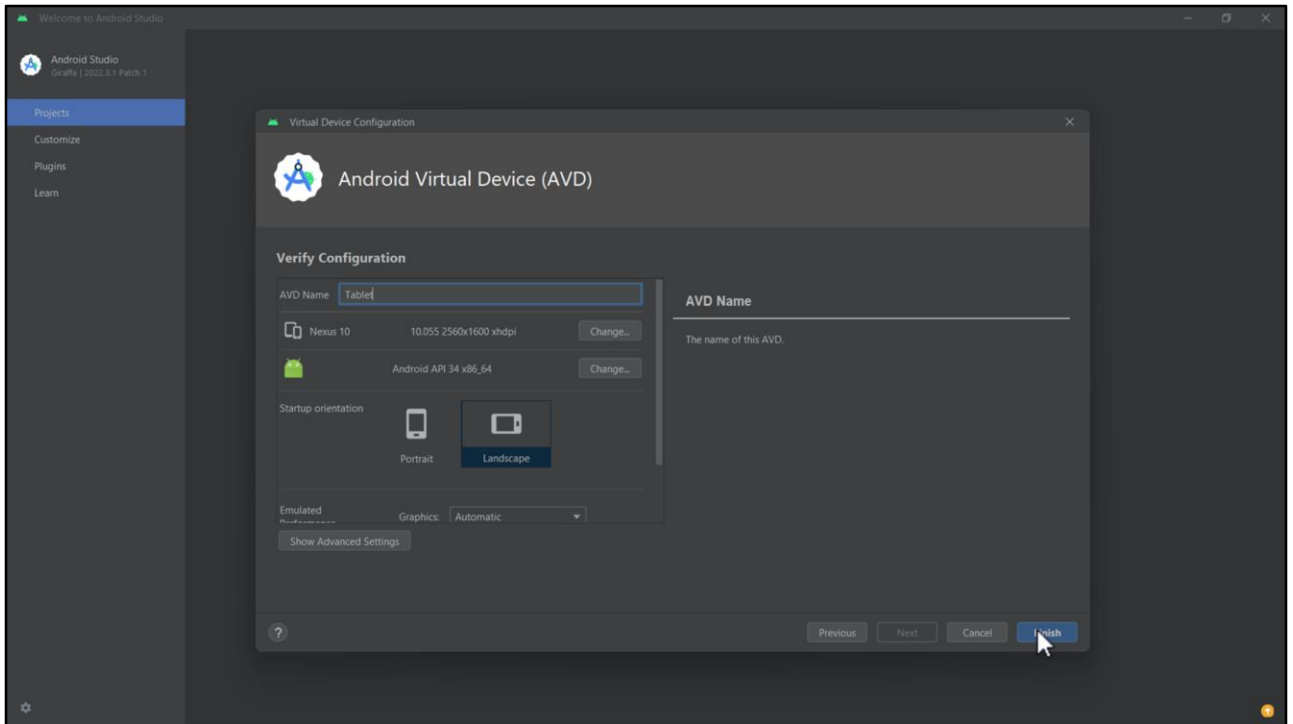 Welcome to Android Studio
Android Studio
Giraffe | 2022.3.1 Patch 1
Projects
Customize
Plugins
Learn
Virtual Device Configuration
Android Virtual Device (AVD)
Verify Configuration
AVD Name Tablet
Nexus 10 10.055 2560x1600 xhdpi Change...
Android API 34 x86_64 Change...
Startup orientation
Portrait Landscape
Emulated
Performance Graphics: Automatic
Show Advanced Settings
AVD Name
The name of this AVD.
? Previous Next Cancel Finish